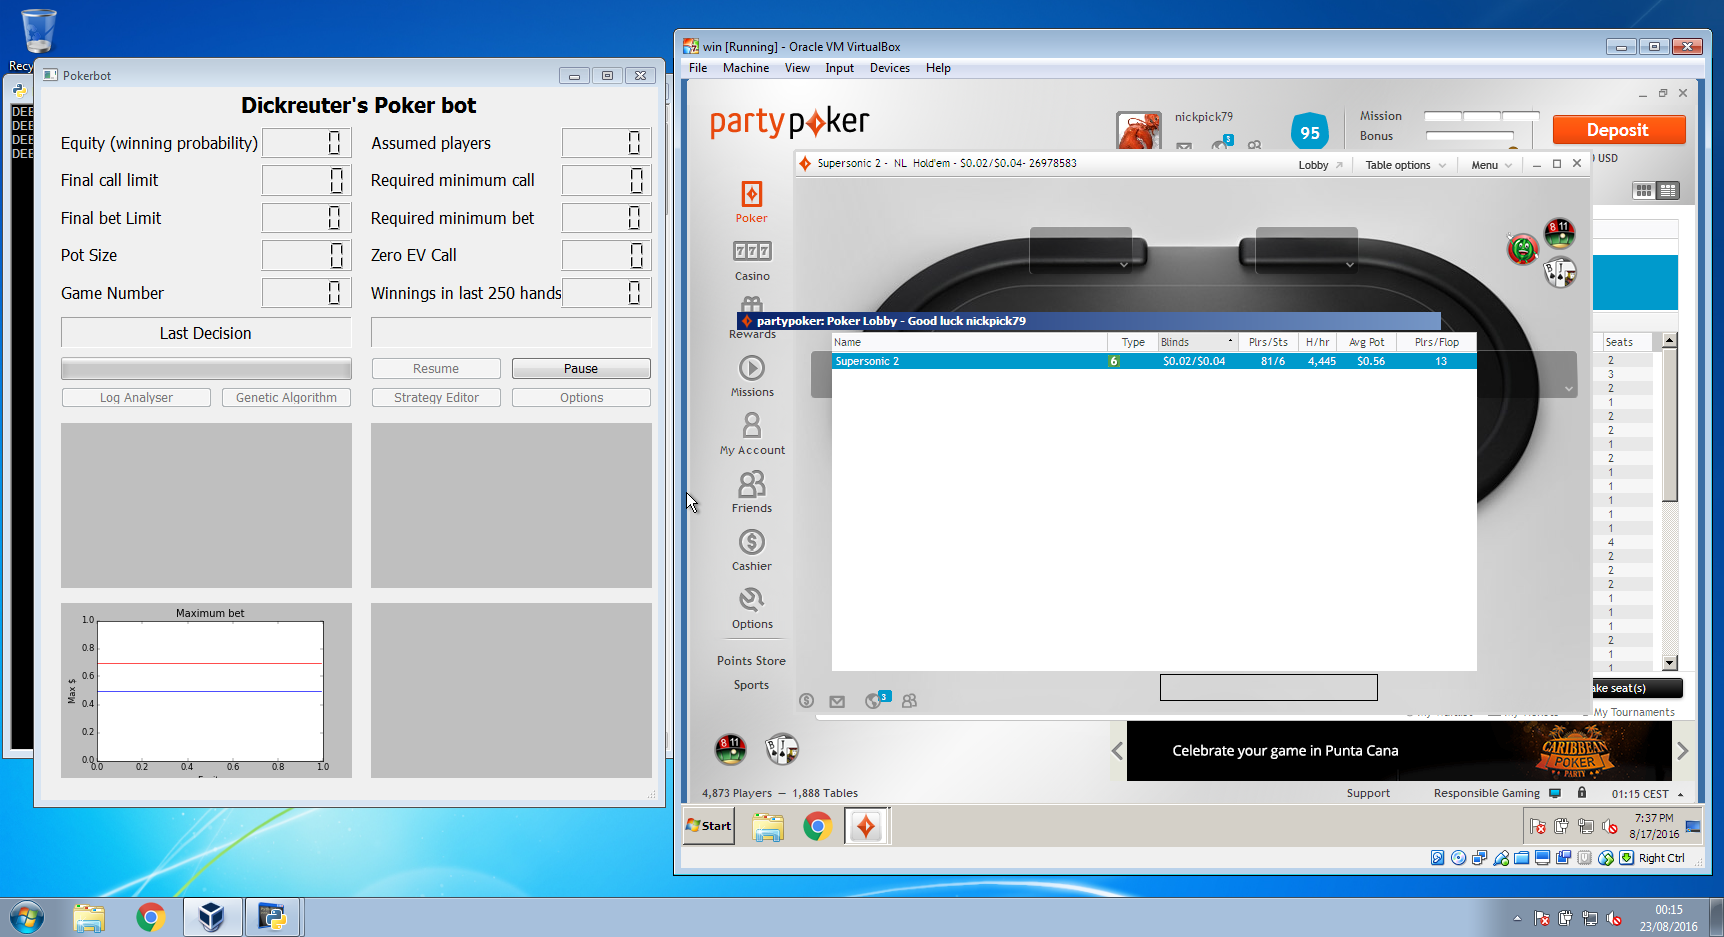 Recy
DEE
DEE
DEE
DEE
Pokerbot
Dickreuter's Poker bot
Equity (winning probability) 0 Assumed players 0
Final call limit 0 Required minimum call 0
Final bet Limit 0 Required minimum bet 0
Pot Size 0 Zero EV Call 0
Game Number 0 Winnings in last 250 hands 0
Last Decision
Resume Pause
Log Analyser Genetic Algorithm Strategy Editor Options
Maximum bet
1.0
0.8
0.6
0.4
0.2
0.0
Max $
0.0 0.2 0.4 0.6 0.8 1.0
win [Running] - Oracle VM VirtualBox
File Machine View Input Devices Help
partypoker
nickpick79
3
95
Mission
Bonus
Deposit
USD
Supersonic 2 - NL Hold'em - $0.02/$0.04- 26978583
Lobby Table options Menu
Poker
777
Casino
Rewards
Missions
My Account
Friends
Cashier
Options
Points Store
Sports
8 11
partypoker: Poker Lobby - Good luck nickpick79
Name Type Blinds Plrs/Sts H/hr Avg Pot Plrs/Flop
Supersonic 2 6 $0.02/$0.04 81/6 4,445 $0.56 13
Seats
2
3
2
1
2
2
1
2
1
1
1
1
1
4
2
2
2
1
1
1
2
1
1
3
ake seat(s)
My Tournaments
8 11
Celebrate your game in Punta Cana
CARIBBEAN
POKER
PARTY
4,873 Players — 1,888 Tables
Support Responsible Gaming 01:15 CEST
Start
7:37 PM
8/17/2016
Right Ctrl
00:15
23/08/2016